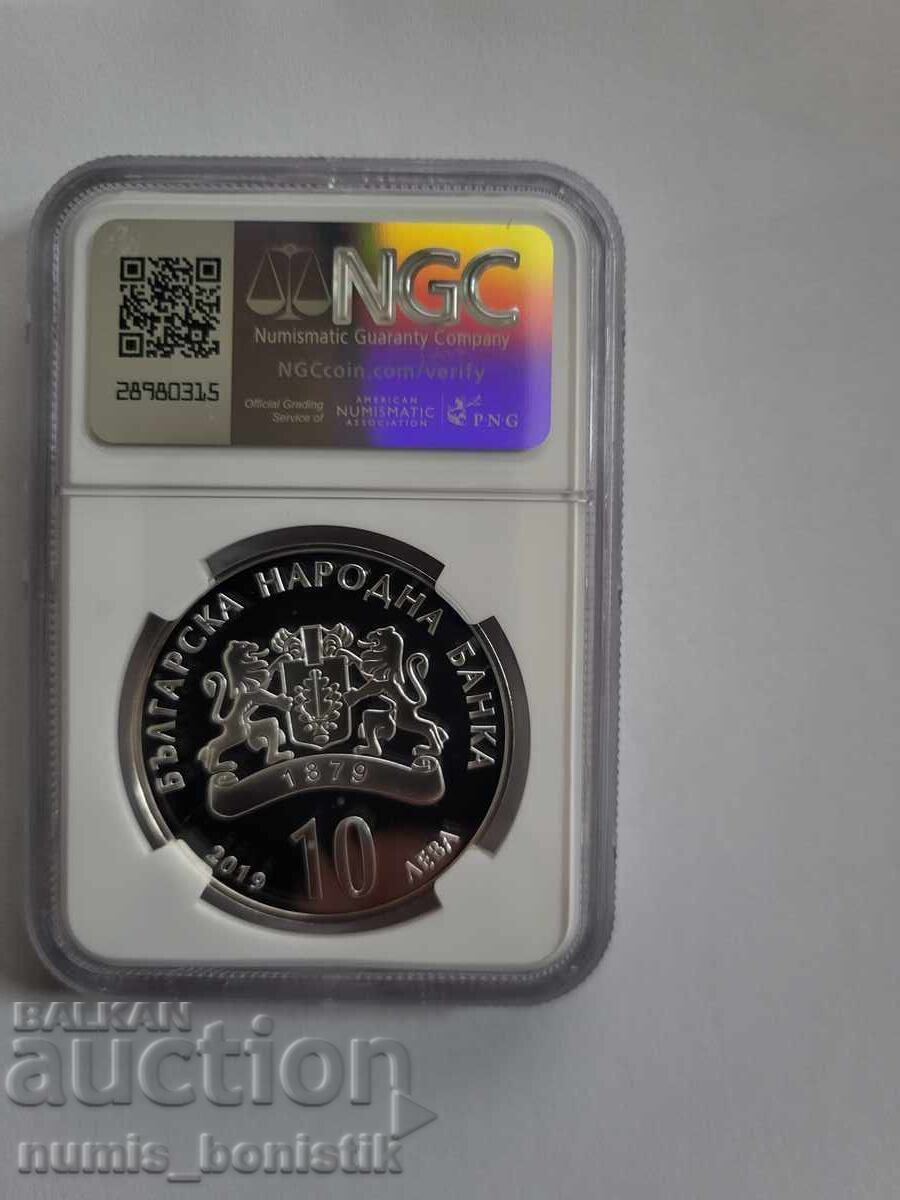 NGC
Numismatic Guaranty Company
NGCcoin.com/verify
28980315
Official Grading
Service of
AMERICAN
NUMISMATIC
ASSOCIATION
PNG
БЪЛГАРСКА НАРОДНА БАНКА
1879
2019
10
ЛЕВА
BALKAN
auction
numis_bonistik